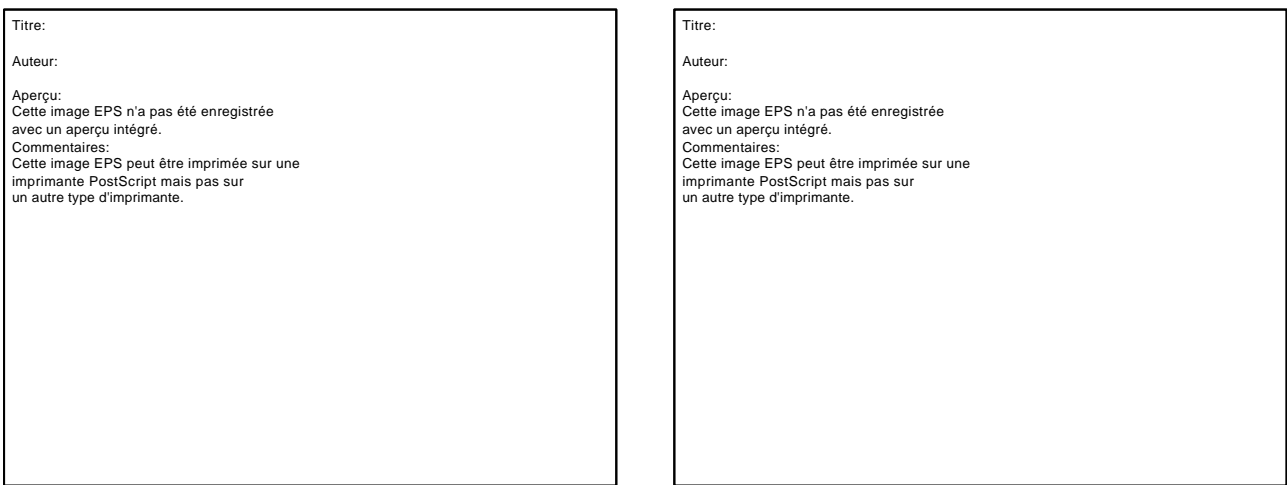 Titre:
Auteur:
Aperçu:
Cette image EPS n'a pas été enregistrée
avec un aperçu intégré.
Commentaires:
Cette image EPS peut être imprimée sur une
imprimante PostScript mais pas sur
un autre type d'imprimante.
Titre:
Auteur:
Aperçu:
Cette image EPS n'a pas été enregistrée
avec un aperçu intégré.
Commentaires:
Cette image EPS peut être imprimée sur une
imprimante PostScript mais pas sur
un autre type d'imprimante.